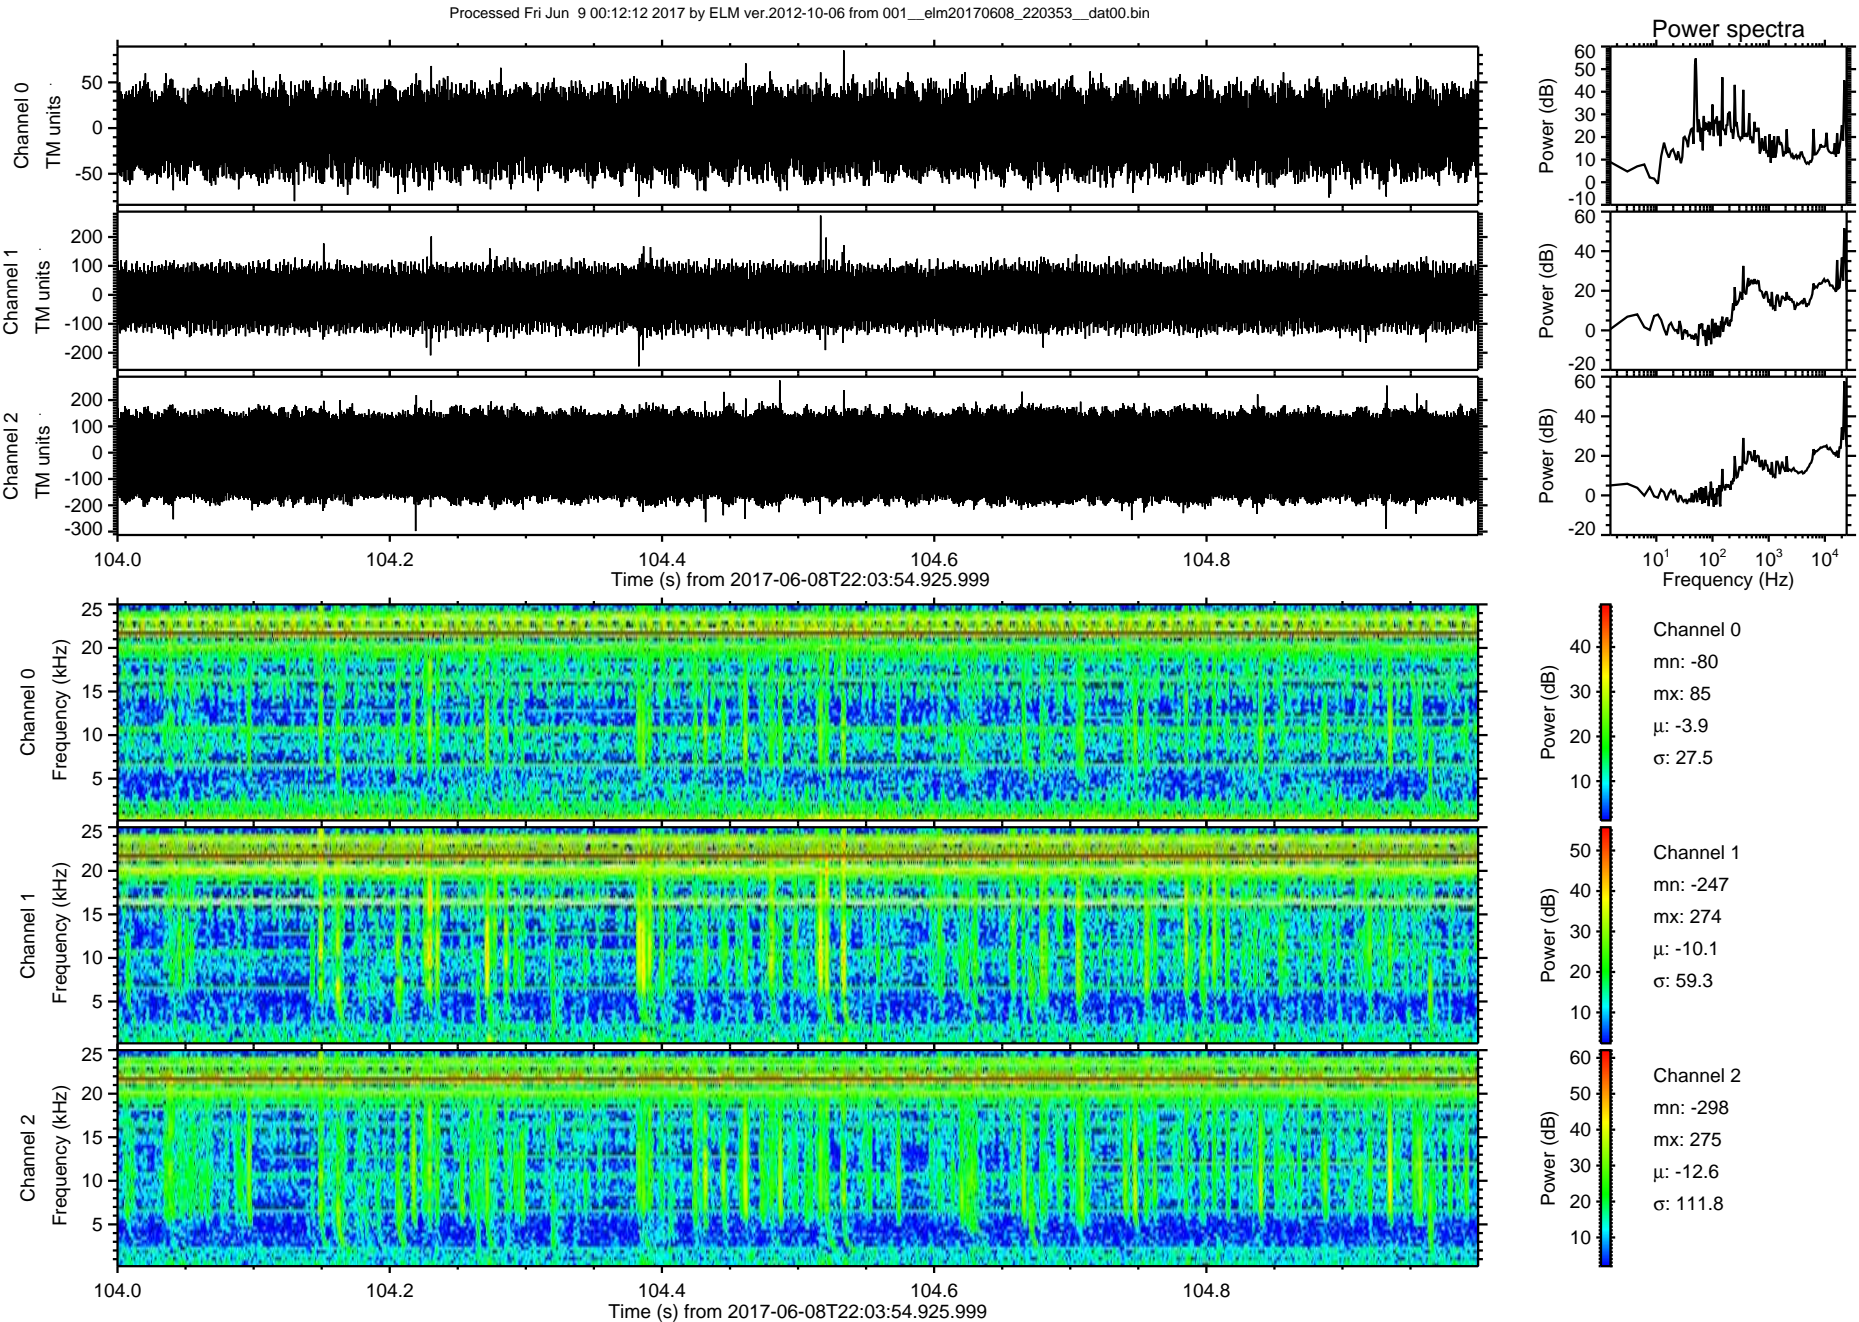 Processed Fri Jun  9 00:12:12 2017 by ELM ver.2012-10-06 from 001__elm20170608_220353__dat00.bin
Power spectra
Channel 0
TM units
50
0
-50
Power (dB)
60
50
40
30
20
10
0
-10
Channel 1
TM units
200
100
0
-100
-200
Power (dB)
60
40
20
0
-20
Channel 2
TM units
200
100
0
-100
-200
-300
Power (dB)
60
40
20
0
-20
104.0 104.2 104.4 104.6 104.8
Time (s) from 2017-06-08T22:03:54.925.999
10^1 10^2 10^3 10^4
Frequency (Hz)
Channel 0
Frequency (kHz)
25
20
15
10
5
Power (dB)
40
30
20
10
Channel 0
mn: -80
mx: 85
μ: -3.9
σ: 27.5
Channel 1
Frequency (kHz)
25
20
15
10
5
Power (dB)
50
40
30
20
10
Channel 1
mn: -247
mx: 274
μ: -10.1
σ: 59.3
Channel 2
Frequency (kHz)
25
20
15
10
5
Power (dB)
60
50
40
30
20
10
Channel 2
mn: -298
mx: 275
μ: -12.6
σ: 111.8
104.0 104.2 104.4 104.6 104.8
Time (s) from 2017-06-08T22:03:54.925.999